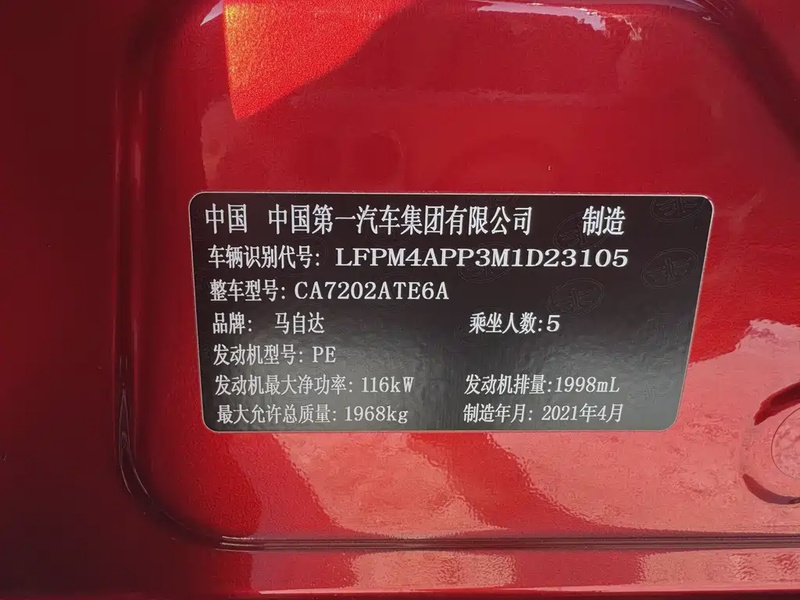 中国 中国第一汽车集团有限公司 制造
车辆识别代号: LFPM4APP3M1D23105
整车型号: CA7202ATE6A
品牌: 马自达 乘坐人数:5
发动机型号: PE
发动机最大净功率: 116kW 发动机排量:1998mL
最大允许总质量: 1968kg 制造年月: 2021年4月